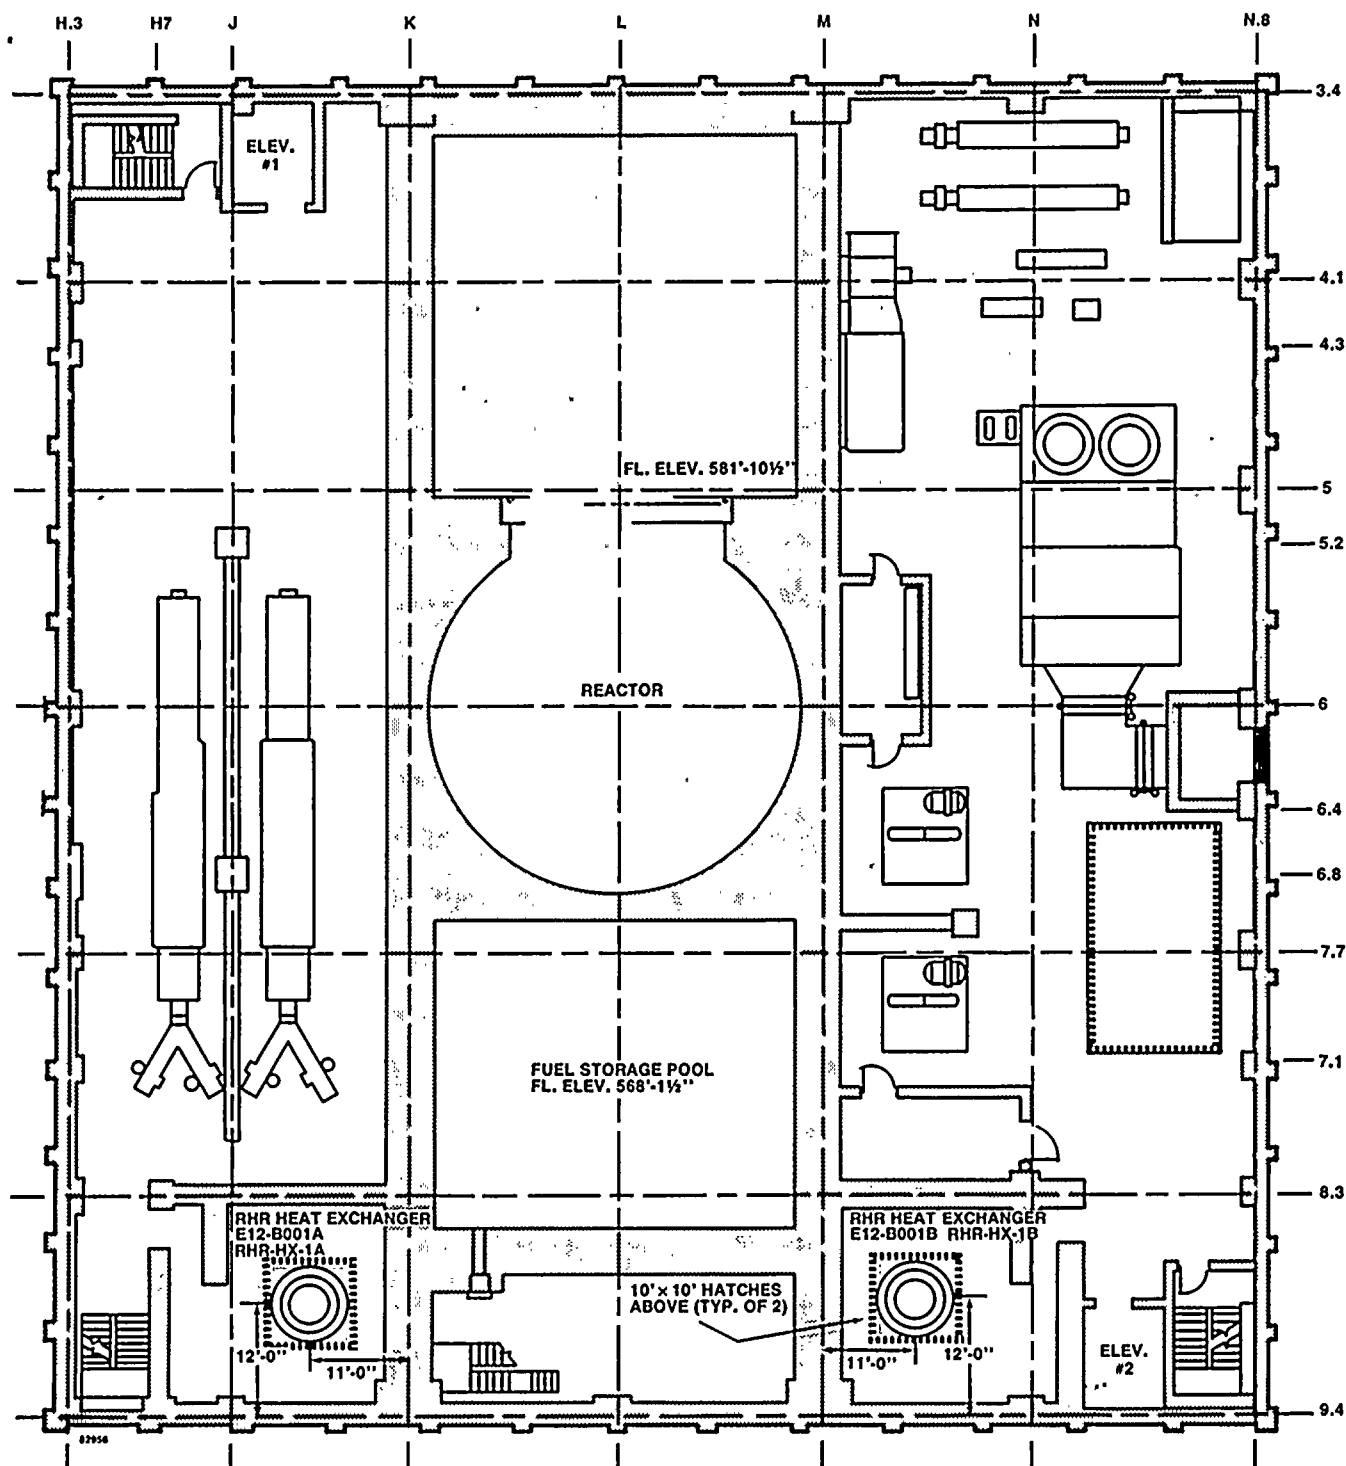 H.3 H7 J K L M N N.8
3.4
ELEV.
#1
4.1
4.3
FL. ELEV. 581'-10½"
5
5.2
REACTOR
6
6.4
6.8
7.7
FUEL STORAGE POOL
FL. ELEV. 568'-1½"
7.1
8.3
RHR HEAT EXCHANGER
E12-B001A
RHR-HX-1A
RHR HEAT EXCHANGER
E12-B001B RHR-HX-1B
10' x 10' HATCHES
ABOVE (TYP. OF 2)
12'-0"
11'-0"
11'-0"
12'-0"
ELEV.
#2
9.4
82956